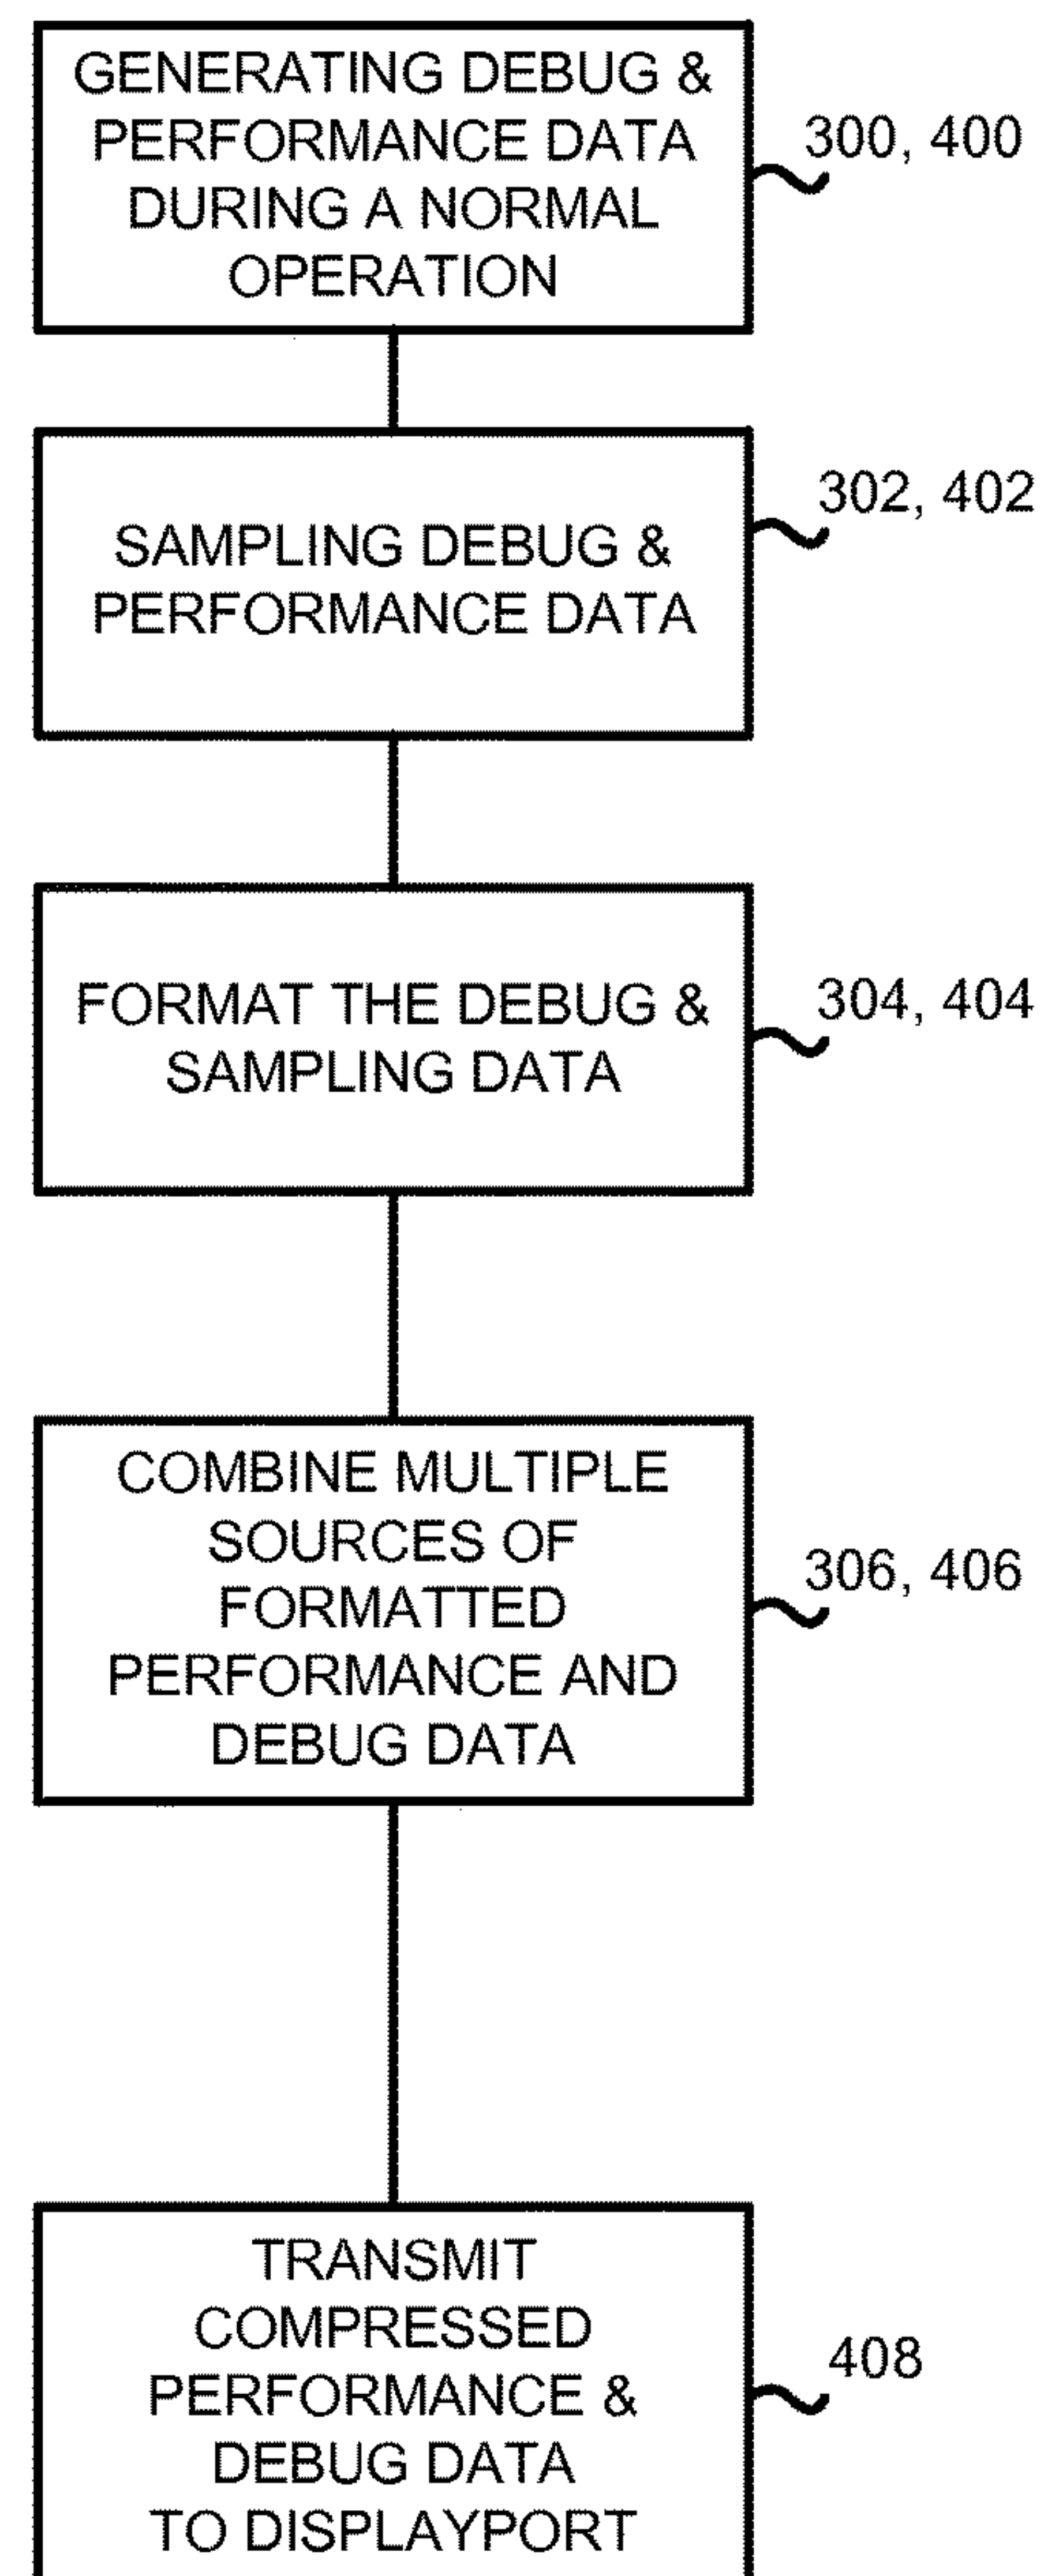 GENERATING DEBUG &
PERFORMANCE DATA
DURING A NORMAL
OPERATION
300, 400
SAMPLING DEBUG &
PERFORMANCE DATA
302, 402
FORMAT THE DEBUG &
SAMPLING DATA
304, 404
COMBINE MULTIPLE
SOURCES OF
FORMATTED
PERFORMANCE AND
DEBUG DATA
306, 406
TRANSMIT
COMPRESSED
PERFORMANCE &
DEBUG DATA
TO DISPLAYPORT
408